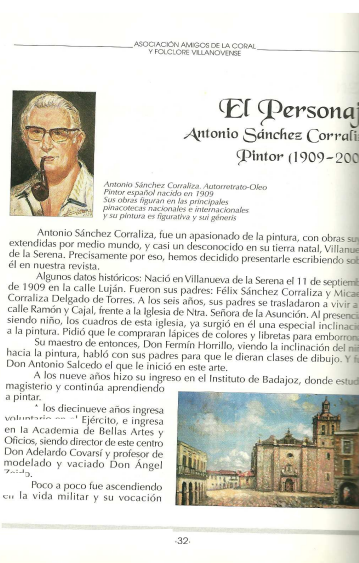 ASOCIACIÓN AMIGOS DE LA CORAL
Y FOLCLORE VILLANOVENSE
El Personaj
Antonio Sánchez Corrali
Pintor (1909-200
Antonio Sánchez Corraliza. Autorretrato-Oleo
Pintor español nacido en 1909
Sus obras figuran en las principales
pinacotecas nacionales e internacionales
y su pintura es figurativa y sui géneris
Antonio Sánchez Corraliza, fue un apasionado de la pintura, con obras su
extendidas por medio mundo, y casi un desconocido en su tierra natal, Villanue
de la Serena. Precisamente por eso, hemos decidido presentarle escribiendo sob
él en nuestra revista.
Algunos datos históricos: Nació en Villanueva de la Serena el 11 de septiemb
de 1909 en la calle Luján. Fueron sus padres: Félix Sánchez Corraliza y Micae
Corraliza Delgado de Torres. A los seis años, sus padres se trasladaron a vivir a
calle Ramón y Cajal, frente a la Iglesia de Ntra. Señora de la Asunción. Al presenci
siendo niño, los cuadros de esta iglesia, ya surgió en él una especial inclinació
a la pintura. Pidió que le compraran lápices de colores y libretas para emborrona
Su maestro de entonces, Don Fermín Horrillo, viendo la inclinación del ni
hacia la pintura, habló con sus padres para que le dieran clases de dibujo. Y f
Don Antonio Salcedo el que le inició en este arte.
A los nueve años hizo su ingreso en el Instituto de Badajoz, donde estud
magisterio y continúa aprendiendo
a pintar.
los diecinueve años ingresa
voluntario en el Ejército, e ingresa
en la Academia de Bellas Artes y
Oficios, siendo director de este centro
Don Adelardo Covarsí y profesor de
modelado y vaciado Don Ángel
Poco a poco fue ascendiendo
en la vida militar y su vocación
-32-